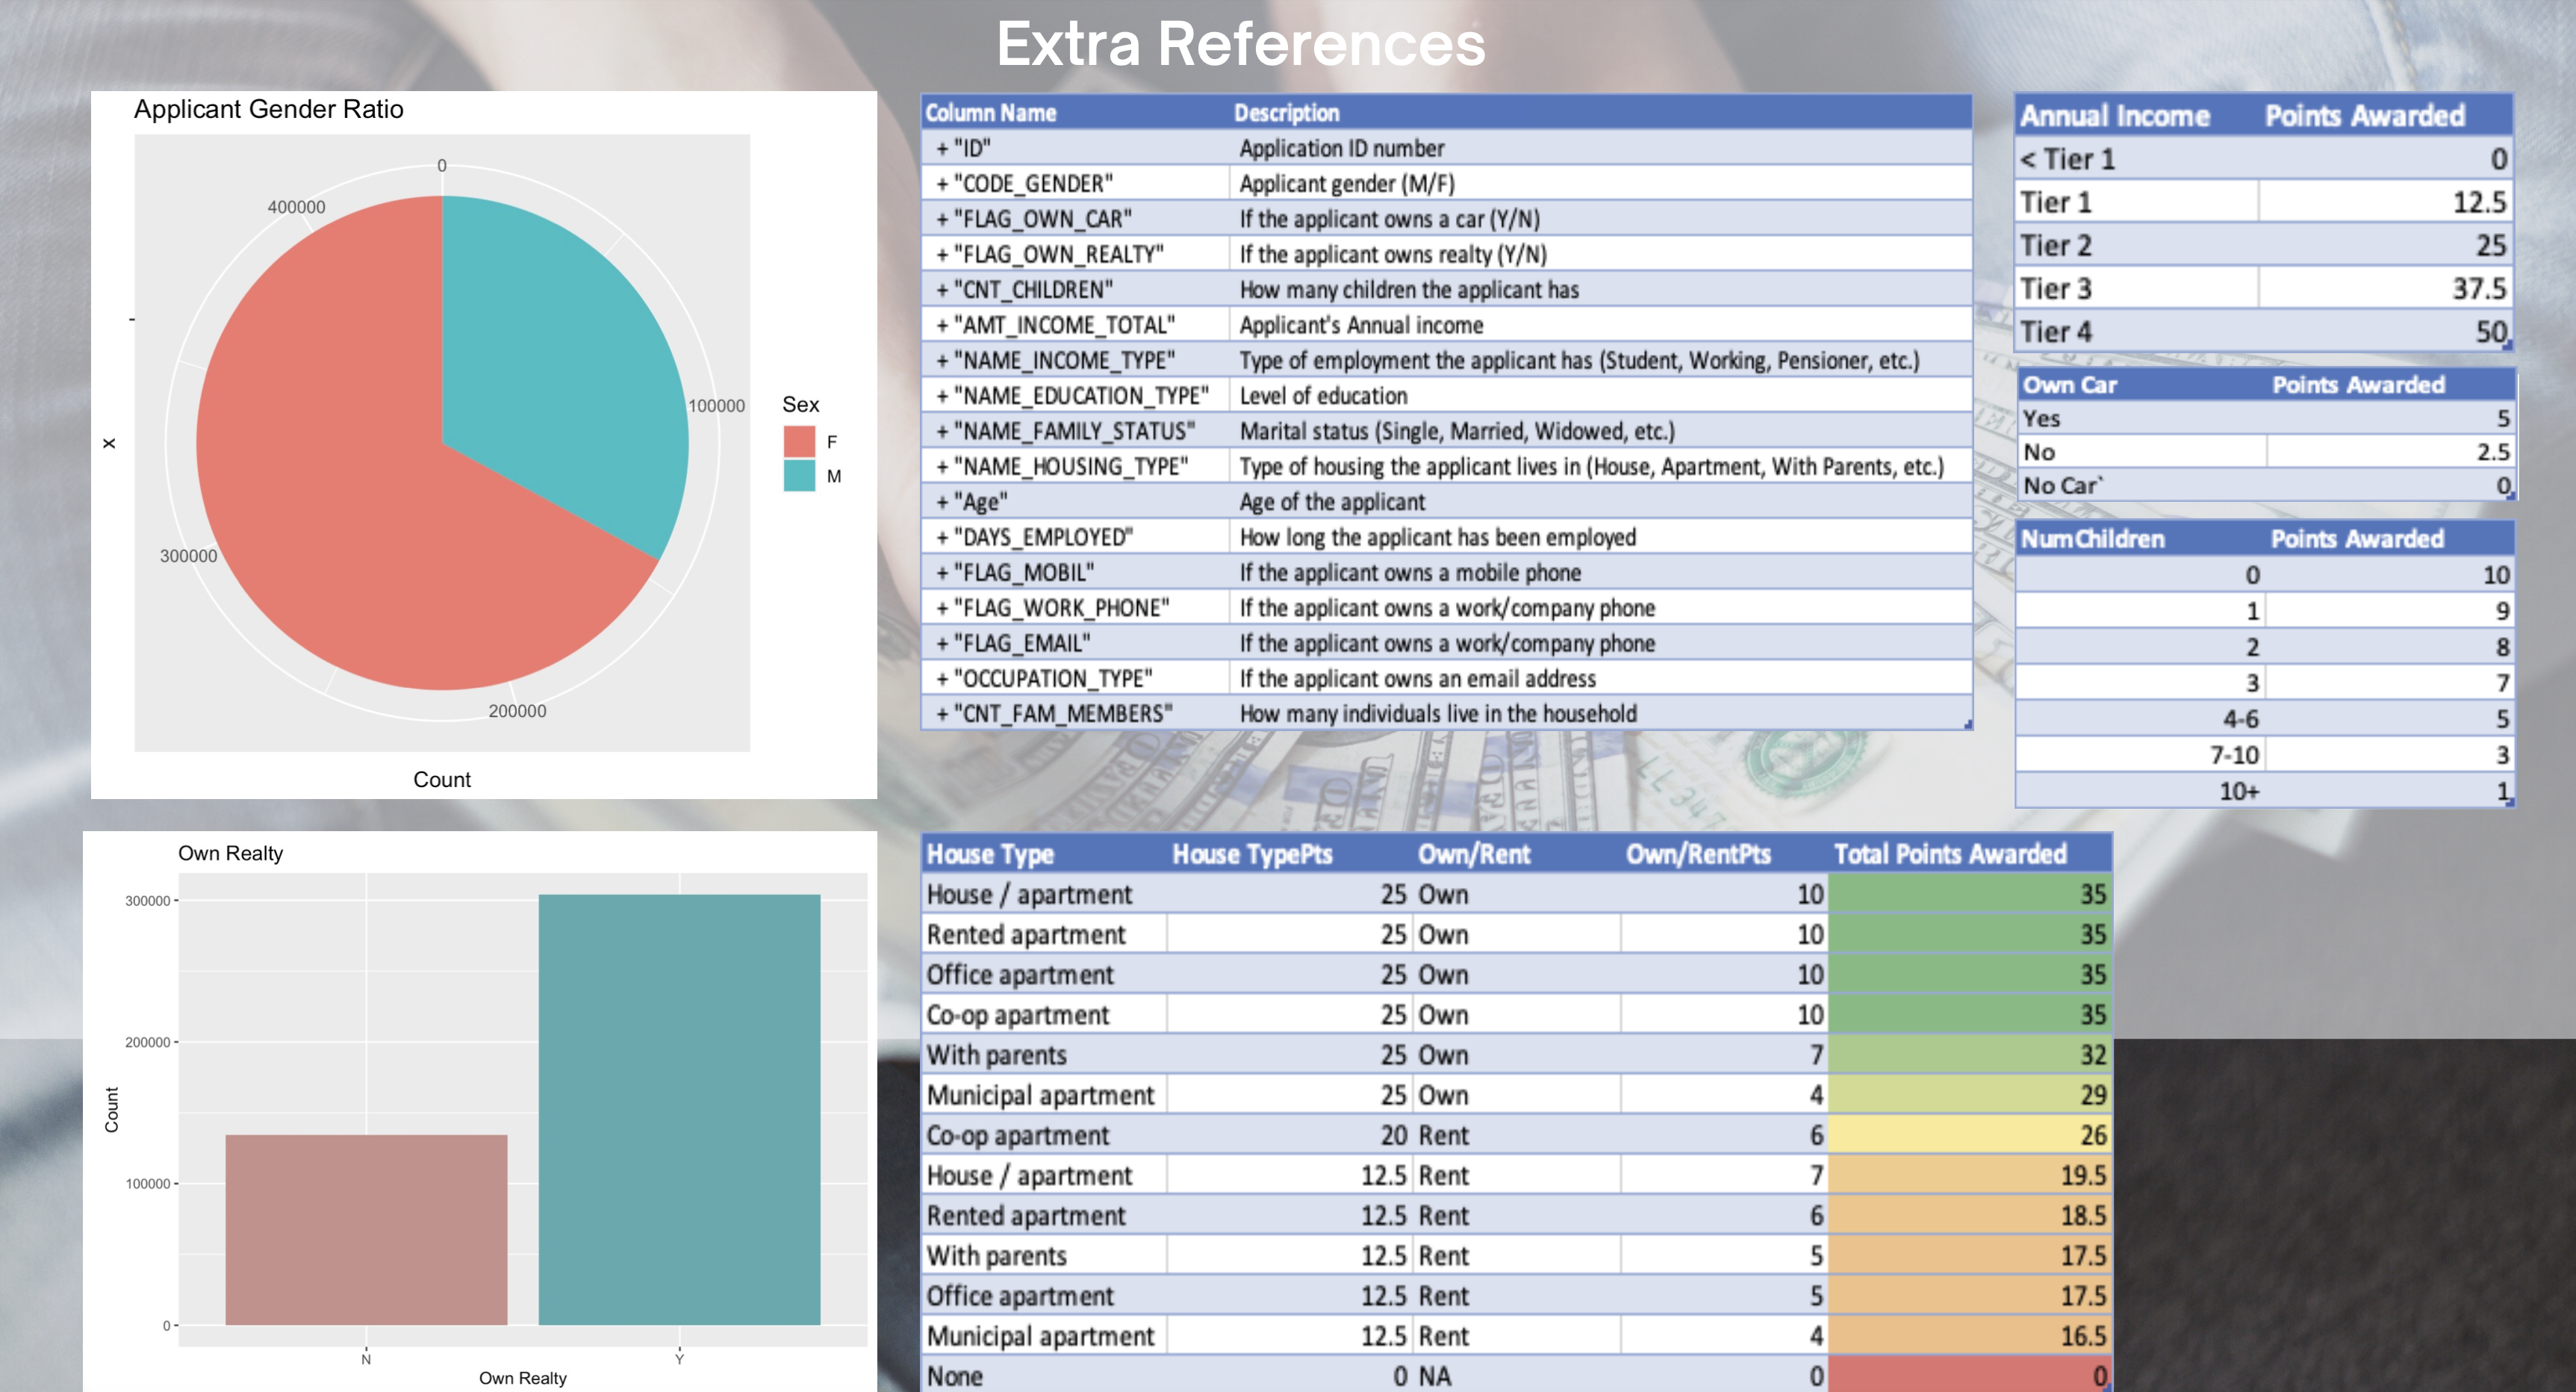 Extra References
Applicant Gender Ratio
0
400000
100000
300000
200000
x
Count
Sex
F
M
Column Name Description
+ "ID" Application ID number
+ "CODE_GENDER" Applicant gender (M/F)
+ "FLAG_OWN_CAR" If the applicant owns a car (Y/N)
+ "FLAG_OWN_REALTY" If the applicant owns realty (Y/N)
+ "CNT_CHILDREN" How many children the applicant has
+ "AMT_INCOME_TOTAL" Applicant's Annual income
+ "NAME_INCOME_TYPE" Type of employment the applicant has (Student, Working, Pensioner, etc.)
+ "NAME_EDUCATION_TYPE" Level of education
+ "NAME_FAMILY_STATUS" Marital status (Single, Married, Widowed, etc.)
+ "NAME_HOUSING_TYPE" Type of housing the applicant lives in (House, Apartment, With Parents, etc.)
+ "Age" Age of the applicant
+ "DAYS_EMPLOYED" How long the applicant has been employed
+ "FLAG_MOBIL" If the applicant owns a mobile phone
+ "FLAG_WORK_PHONE" If the applicant owns a work/company phone
+ "FLAG_EMAIL" If the applicant owns a work/company phone
+ "OCCUPATION_TYPE" If the applicant owns an email address
+ "CNT_FAM_MEMBERS" How many individuals live in the household
Annual Income Points Awarded
< Tier 1 0
Tier 1 12.5
Tier 2 25
Tier 3 37.5
Tier 4 50
Own Car Points Awarded
Yes 5
No 2.5
No Car` 0
NumChildren Points Awarded
0 10
1 9
2 8
3 7
4-6 5
7-10 3
10+ 1
Own Realty
300000
200000
100000
0
Count
N Y
Own Realty
House Type House TypePts Own/Rent Own/RentPts Total Points Awarded
House / apartment 25 Own 10 35
Rented apartment 25 Own 10 35
Office apartment 25 Own 10 35
Co-op apartment 25 Own 10 35
With parents 25 Own 7 32
Municipal apartment 25 Own 4 29
Co-op apartment 20 Rent 6 26
House / apartment 12.5 Rent 7 19.5
Rented apartment 12.5 Rent 6 18.5
With parents 12.5 Rent 5 17.5
Office apartment 12.5 Rent 5 17.5
Municipal apartment 12.5 Rent 4 16.5
None 0 NA 0 0